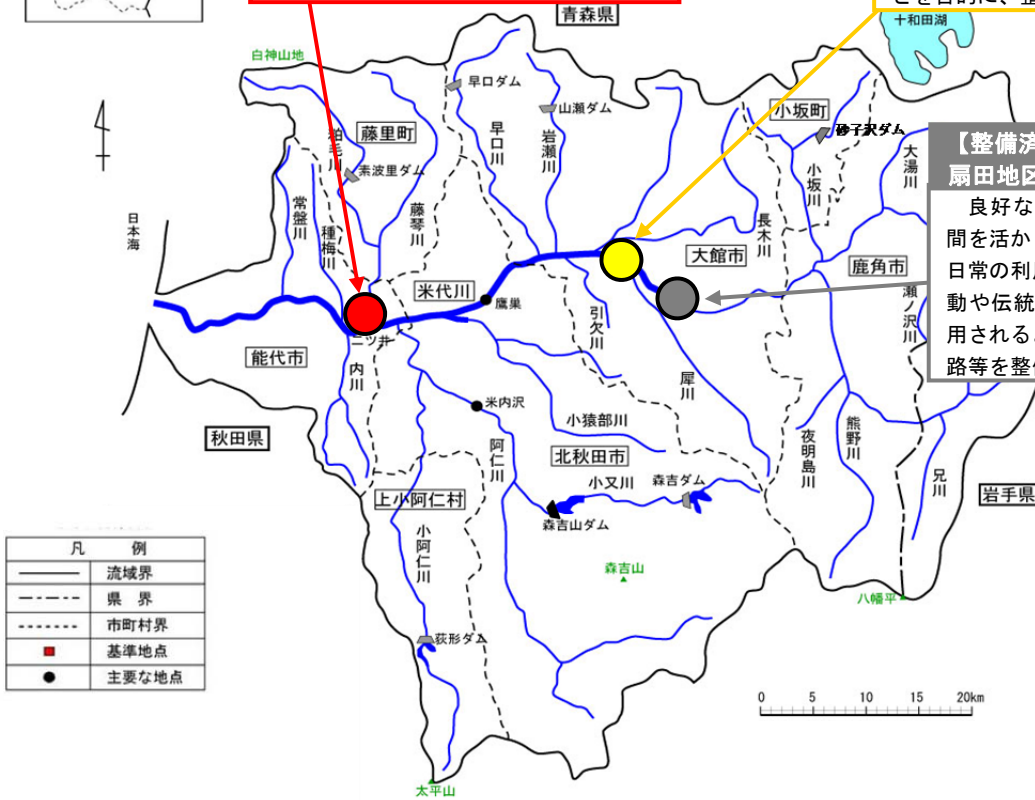 青森県
とを目的に、整
十和田湖
白神山地
早口ダム
山瀬ダム
小坂町
砂子沢ダム
藤里町
粕毛川
素波里ダム
早口川
岩瀬川
小坂川
大湯川
【整備済
扇田地区
良好な
間を活か
日常の利
動や伝統
用される
路等を整備
日本海
常盤川
種梅川
藤琴川
長木川
大館市
鹿角市
瀬ノ沢川
米代川
鷹巣
二ツ井
引欠川
能代市
内川
犀川
米内沢
小猿部川
秋田県
阿仁川
北秋田市
夜明島川
熊野川
兄川
上小阿仁村
小又川
森吉ダム
岩手県
森吉山ダム
小阿仁川
森吉山
八幡平
萩形ダム
太平山
凡 例
流域界
県 界
市町村界
基準地点
主要な地点
0 5 10 15 20km